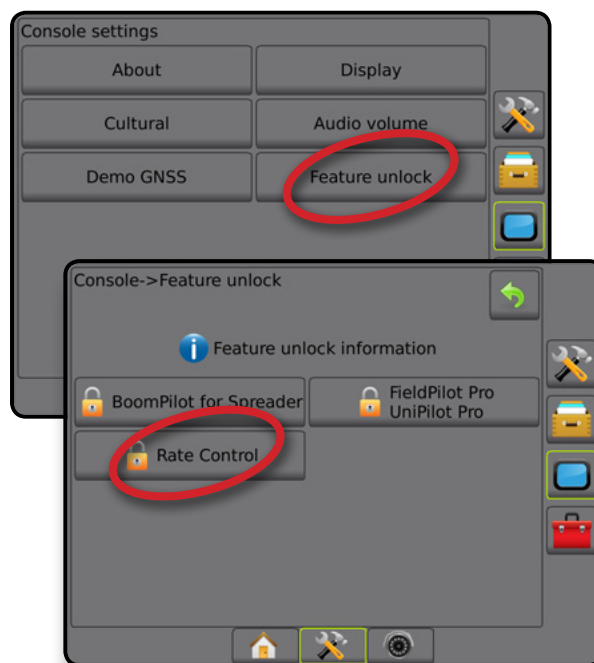 Console settings
About
Display
Cultural
Audio volume
Demo GNSS
Feature unlock
Console->Feature unlock
Feature unlock information
BoomPilot for Spreader
FieldPilot Pro
UniPilot Pro
Rate Control